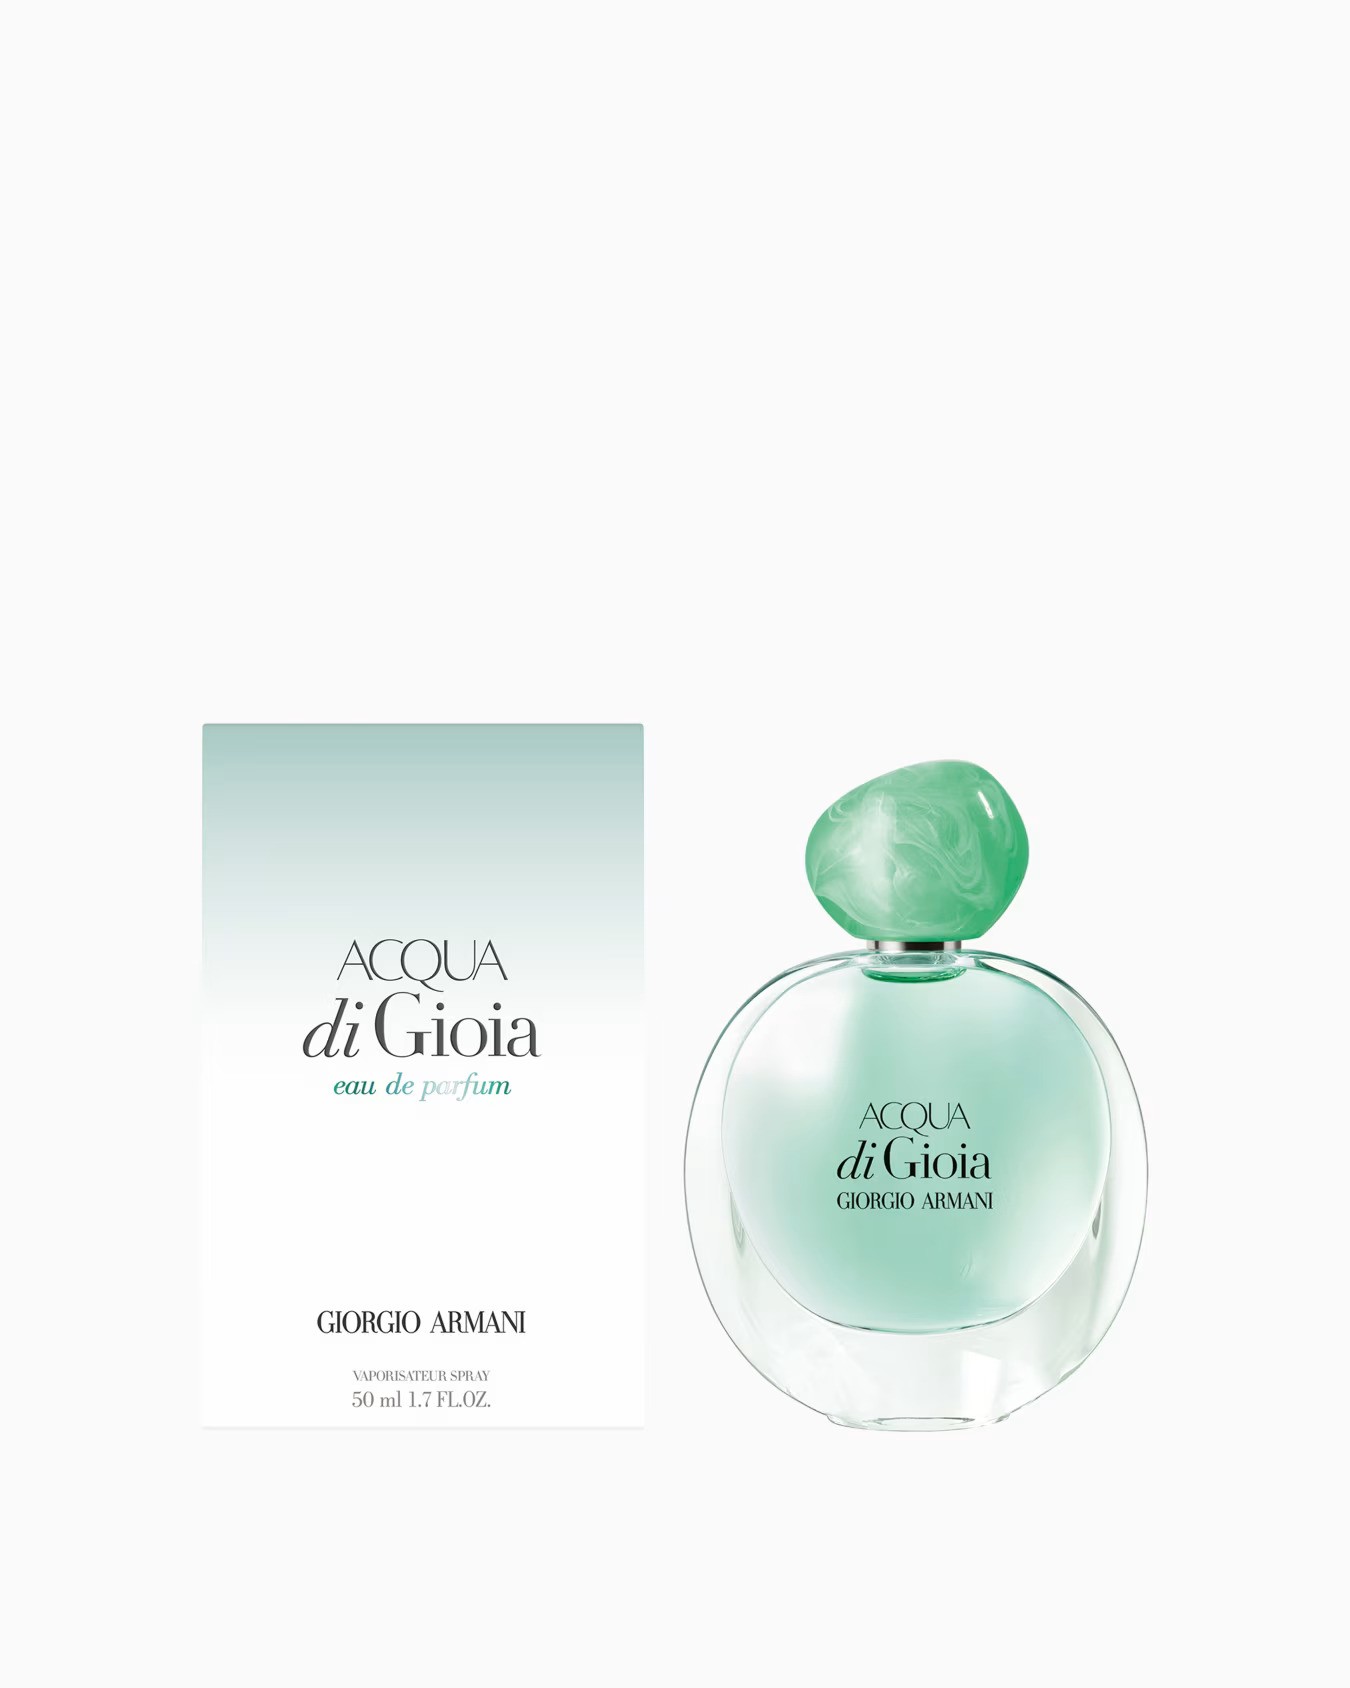 ACQUA
di Gioia
eau de parfum
GIORGIO ARMANI
VAPORISATEUR SPRAY
50 ml 1.7 FL.OZ.
ACQUA
di Gioia
GIORGIO ARMANI